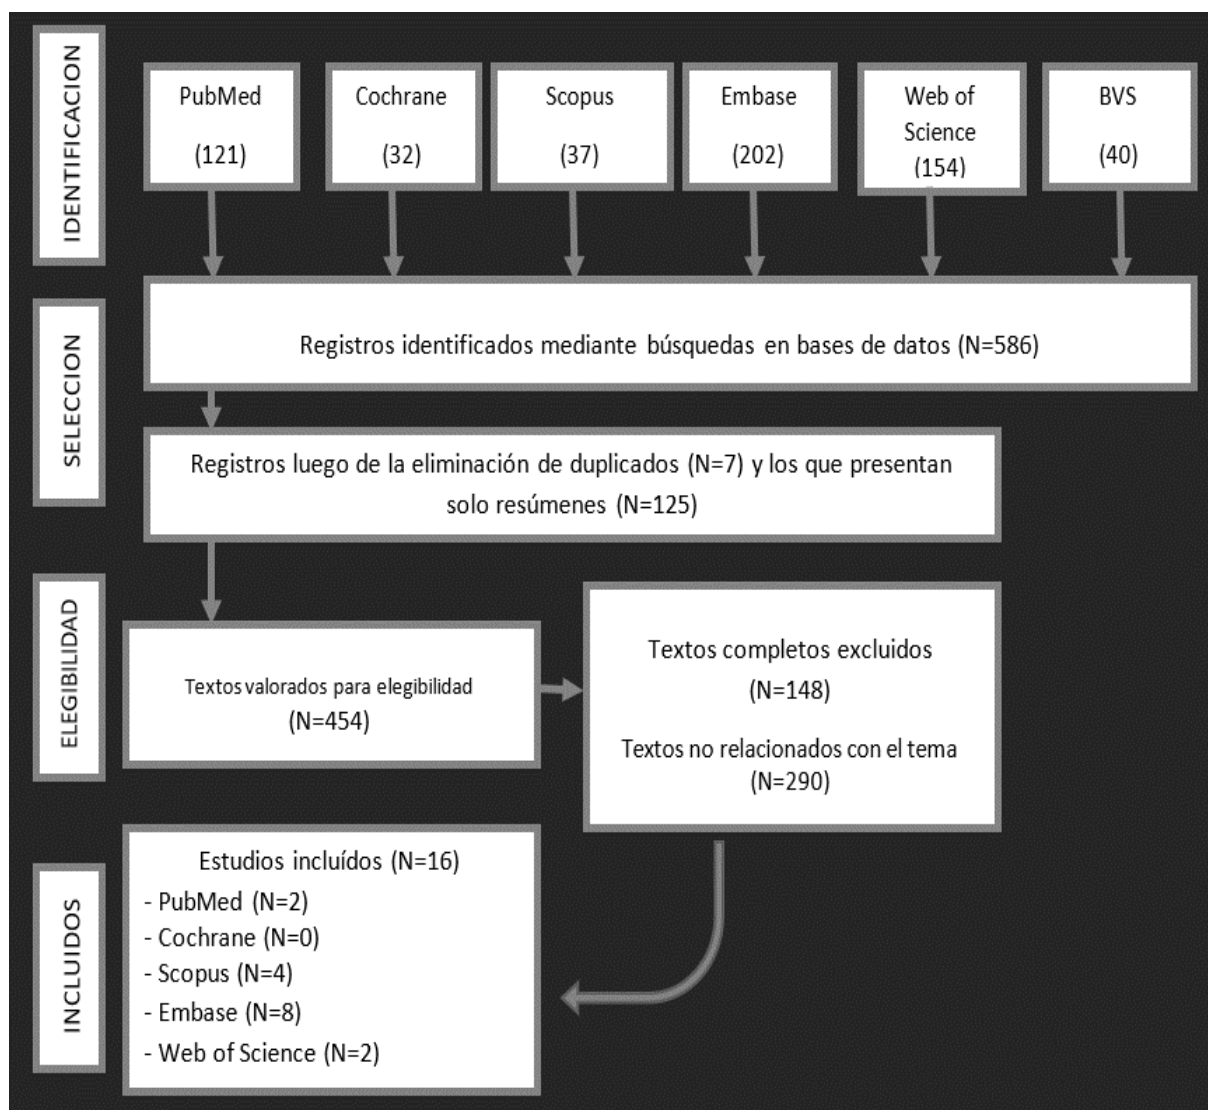 IDENTIFICACION
PubMed
(121)
Cochrane
(32)
Scopus
(37)
Embase
(202)
Web of
Science
(154)
BVS
(40)
SELECCION
Registros identificados mediante búsquedas en bases de datos (N=586)
Registros luego de la eliminación de duplicados (N=7) y los que presentan
solo resúmenes (N=125)
ELEGIBILIDAD
Textos valorados para elegibilidad
(N=454)
Textos completos excluidos
(N=148)
Textos no relacionados con el tema
(N=290)
INCLUIDOS
Estudios incluídos (N=16)
- PubMed (N=2)
- Cochrane (N=0)
- Scopus (N=4)
- Embase (N=8)
- Web of Science (N=2)